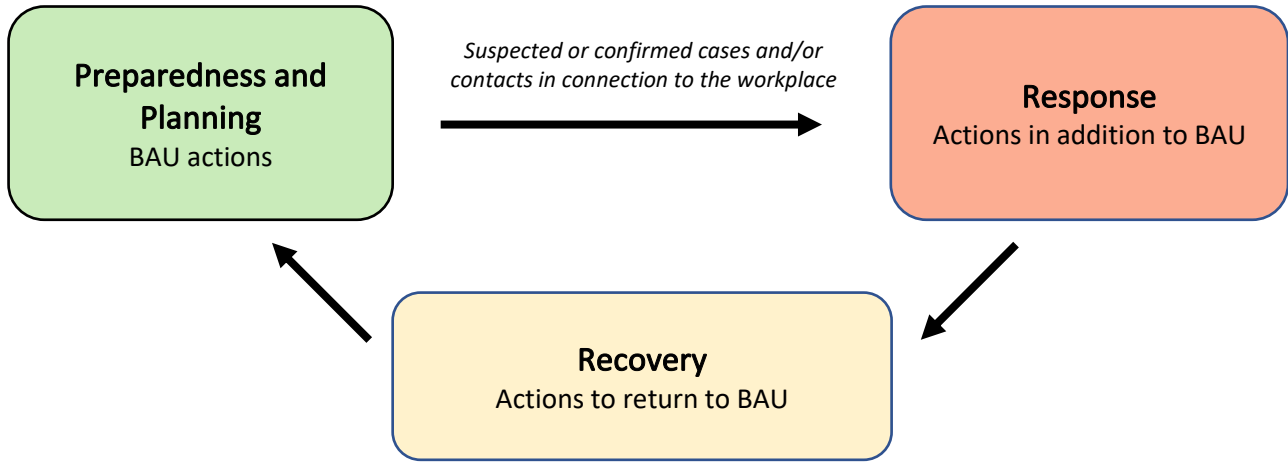 Preparedness and
Planning
BAU actions
Suspected or confirmed cases and/or
contacts in connection to the workplace
Response
Actions in addition to BAU
Recovery
Actions to return to BAU